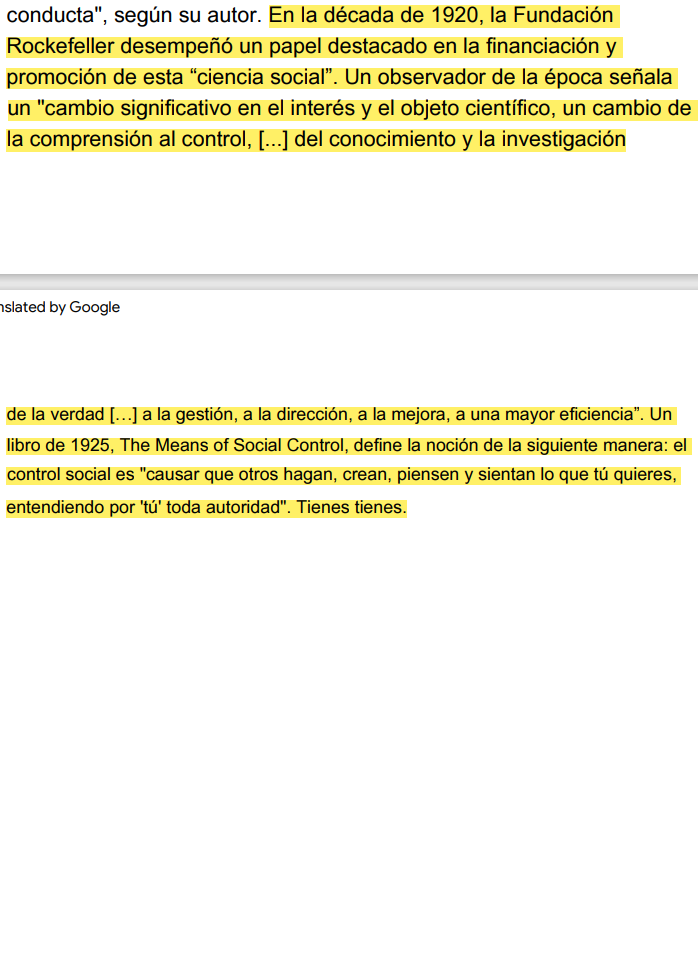 conducta", según su autor. En la década de 1920, la Fundación
Rockefeller desempeñó un papel destacado en la financiación y
promoción de esta “ciencia social”. Un observador de la época señala
un "cambio significativo en el interés y el objeto científico, un cambio de
la comprensión al control, [...] del conocimiento y la investigación
nslated by Google
de la verdad […] a la gestión, a la dirección, a la mejora, a una mayor eficiencia”. Un
libro de 1925, The Means of Social Control, define la noción de la siguiente manera: el
control social es "causar que otros hagan, crean, piensen y sientan lo que tú quieres,
entendiendo por 'tú' toda autoridad". Tienes tienes.